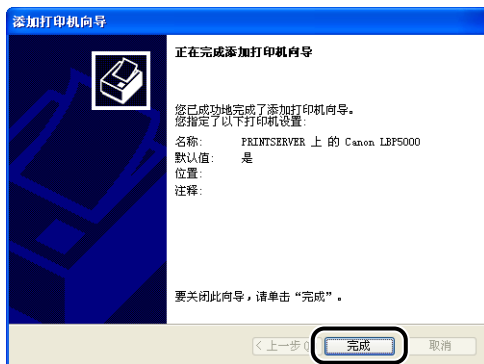 添加打印机向导
正在完成添加打印机向导
您已成功地完成了添加打印机向导。
您指定了以下打印机设置:
名称: PRINTSERVER 上 的 Canon LBP5000
默认值: 是
位置:
注释:
要关闭此向导，请单击“完成”。
< 上一步
完成
取消